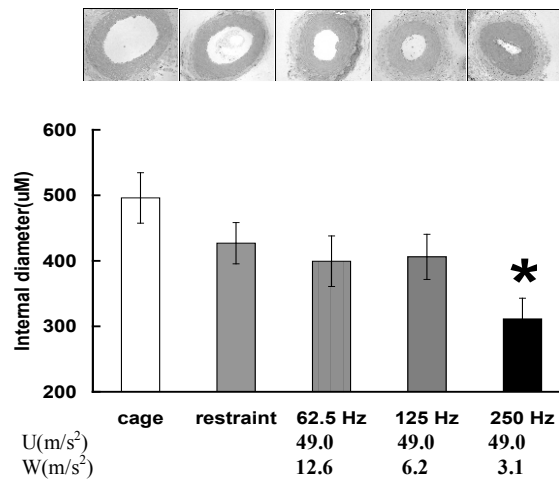 600
500
400
300
200
Internal diameter(uM)
*
cage restraint 62.5 Hz 125 Hz 250 Hz
U(m/s²) 49.0 49.0 49.0
W(m/s²) 12.6 6.2 3.1